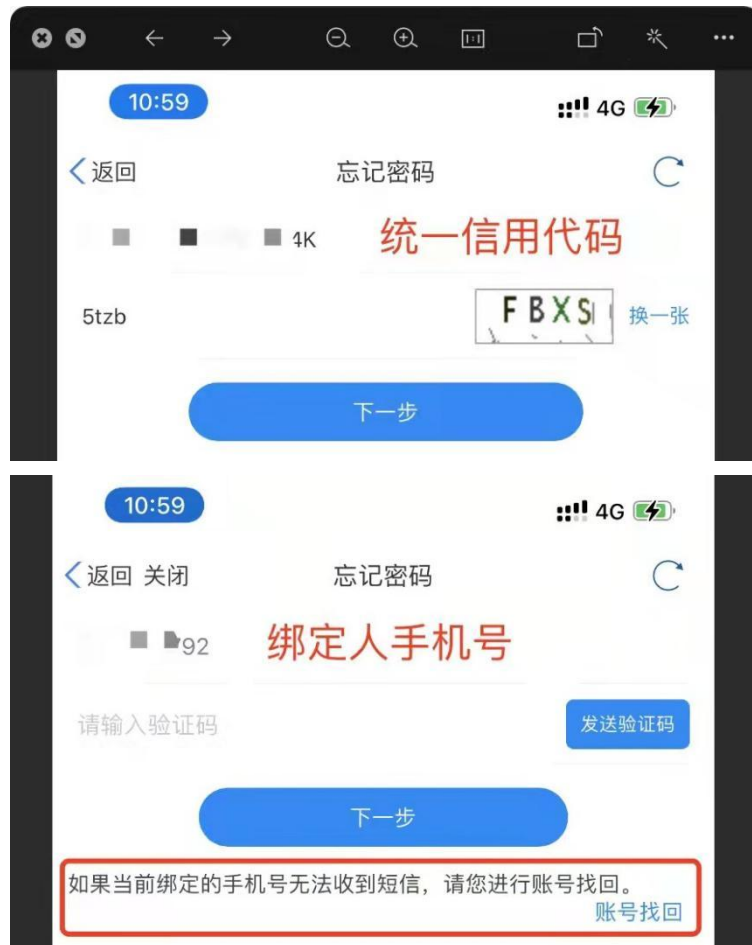 10:59
4G
返回 忘记密码
4K 统一信用代码
5tzb FBXS 换一张
下一步
10:59
4G
返回 关闭 忘记密码
92 绑定人手机号
请输入验证码 发送验证码
下一步
如果当前绑定的手机号无法收到短信，请您进行账号找回。
账号找回